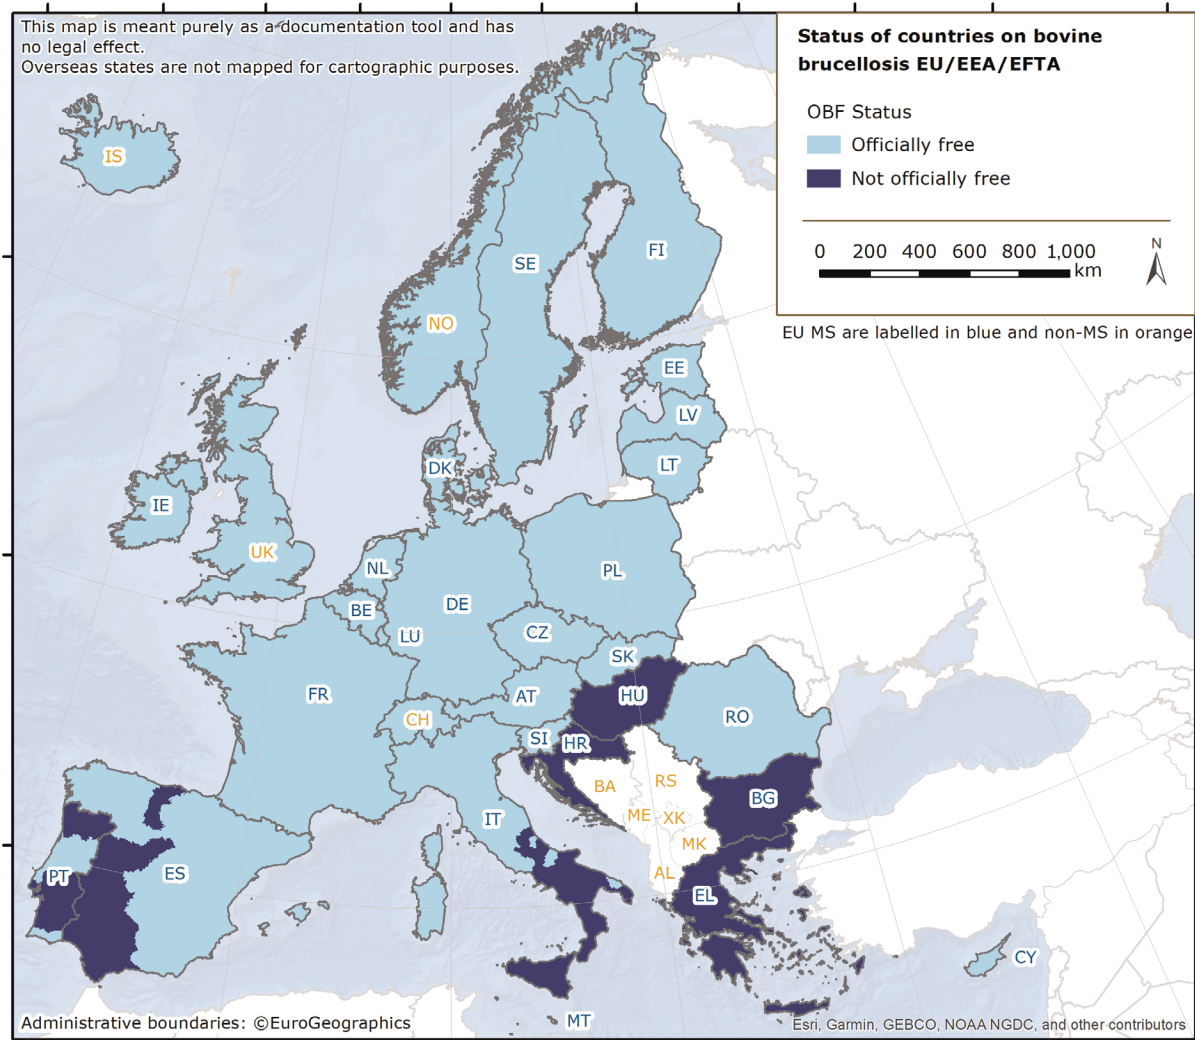 This map is meant purely as a documentation tool and has
no legal effect.
Overseas states are not mapped for cartographic purposes.
Status of countries on bovine
brucellosis EU/EEA/EFTA
OBF Status
Officially free
Not officially free
0 200 400 600 800 1,000
km
N
EU MS are labelled in blue and non-MS in orange
IS
FI
SE
NO
EE
LV
LT
DK
IE
UK
NL
PL
BE
DE
LU
CZ
SK
FR
AT
HU
CH
RO
SI
HR
BA
RS
BG
ME
XK
IT
MK
ES
PT
AL
EL
CY
MT
Administrative boundaries: ©EuroGeographics
Esri, Garmin, GEBCO, NOAA NGDC, and other contributors